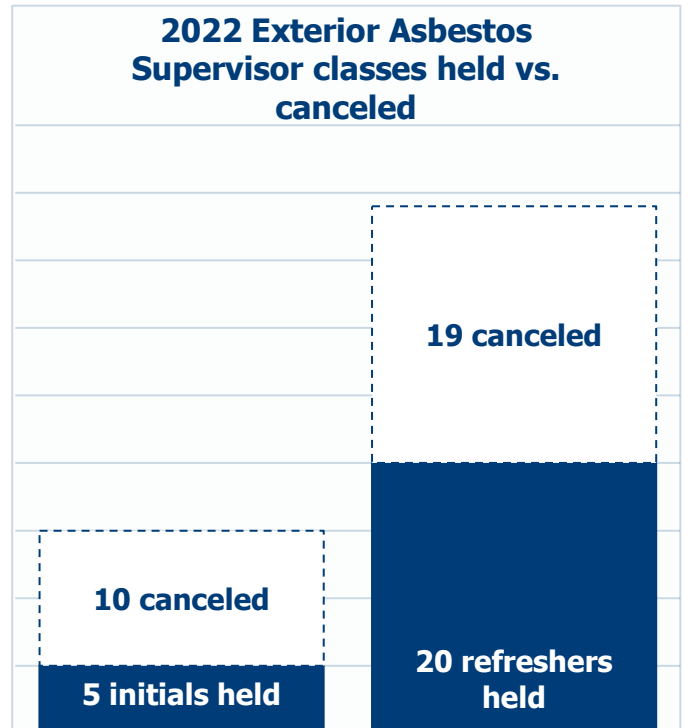 2022 Exterior Asbestos
Supervisor classes held vs.
canceled
19 canceled
10 canceled
20 refreshers
held
5 initials held